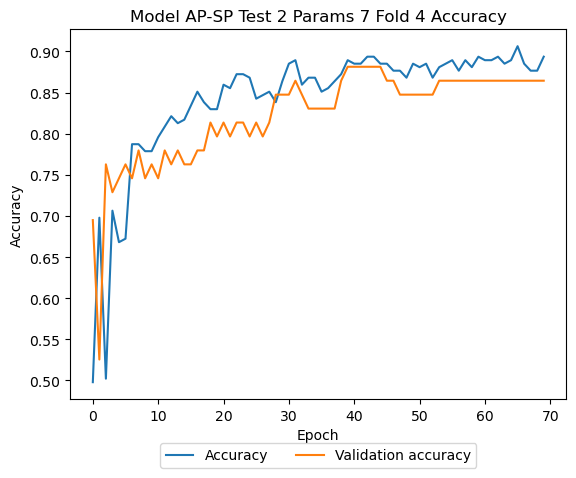 Model AP-SP Test 2 Params 7 Fold 4 Accuracy
Accuracy
0.90
0.85
0.80
0.75
0.70
0.65
0.60
0.55
0.50
0 10 20 30 40 50 60 70
Epoch
Accuracy Validation accuracy